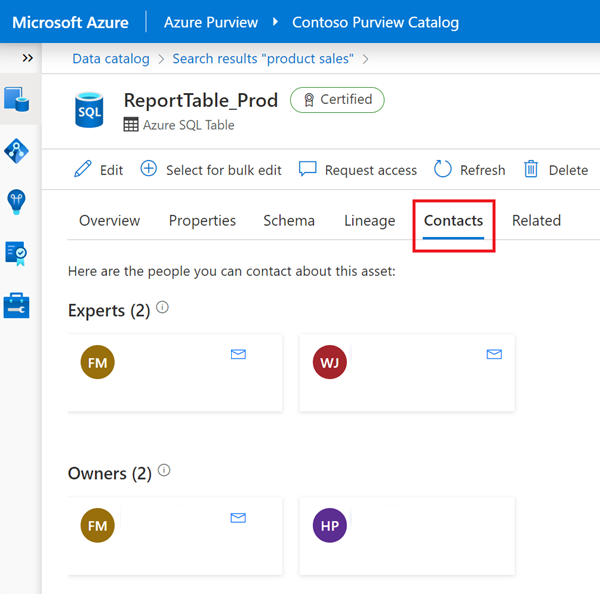 Microsoft Azure Azure Purview Contoso Purview Catalog
Data catalog Search results "product sales"
ReportTable_Prod Certified
SQL
Azure SQL Table
Edit Select for bulk edit Request access Refresh Delete
Overview Properties Schema Lineage Contacts Related
Here are the people you can contact about this asset:
Experts (2)
FM WJ
Owners (2)
FM HP